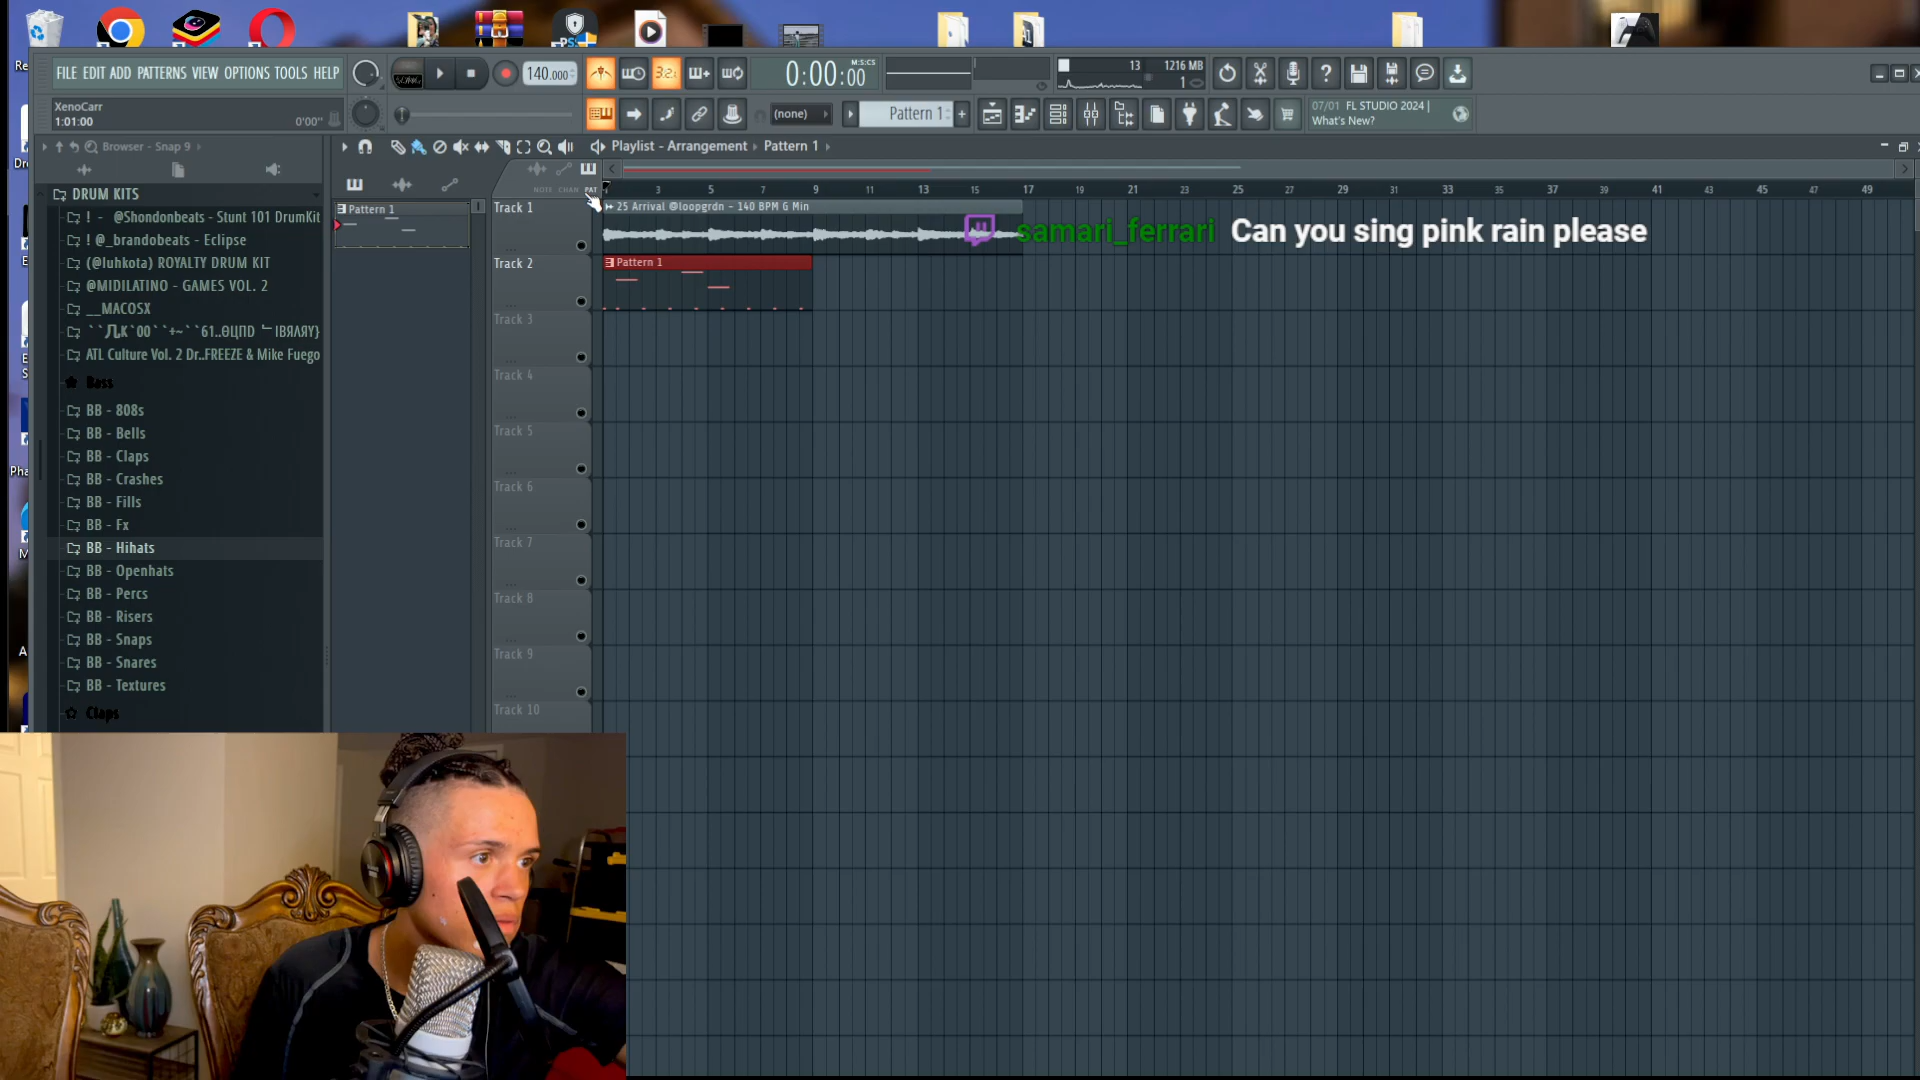 FILE EDIT ADD PATTERNS VIEW OPTIONS TOOLS HELP
140.000
3.2
0:00:00
M:S:CS
13
1216 MB
1
XenoCarr
1:01:00
0'00"
(none)
Pattern 1
07/01 FL STUDIO 2024 |
What's New?
Browser - Snap 9
Playlist - Arrangement
Pattern 1
NOTE CHAN PAT
3 5 7 9 11 13 15 17 19 21 23 25 27 29 31 33 35 37 39 41 43 45 47 49
DRUM KITS
! - @Shondonbeats - Stunt 101 DrumKit
! @_brandobeats - Eclipse
(@luhkota) ROYALTY DRUM KIT
@MIDILATINO - GAMES VOL. 2
__MACOSX
ATL Culture Vol. 2 Dr..FREEZE & Mike Fuego
Bass
BB - 808s
BB - Bells
BB - Claps
BB - Crashes
BB - Fills
BB - Fx
BB - Hihats
BB - Openhats
BB - Percs
BB - Risers
BB - Snaps
BB - Snares
BB - Textures
Claps
Pattern 1
Track 1
25 Arrival @loopgrdn - 140 BPM G Min
samari_ferrari Can you sing pink rain please
Track 2
Pattern 1
Track 3
Track 4
Track 5
Track 6
Track 7
Track 8
Track 9
Track 10